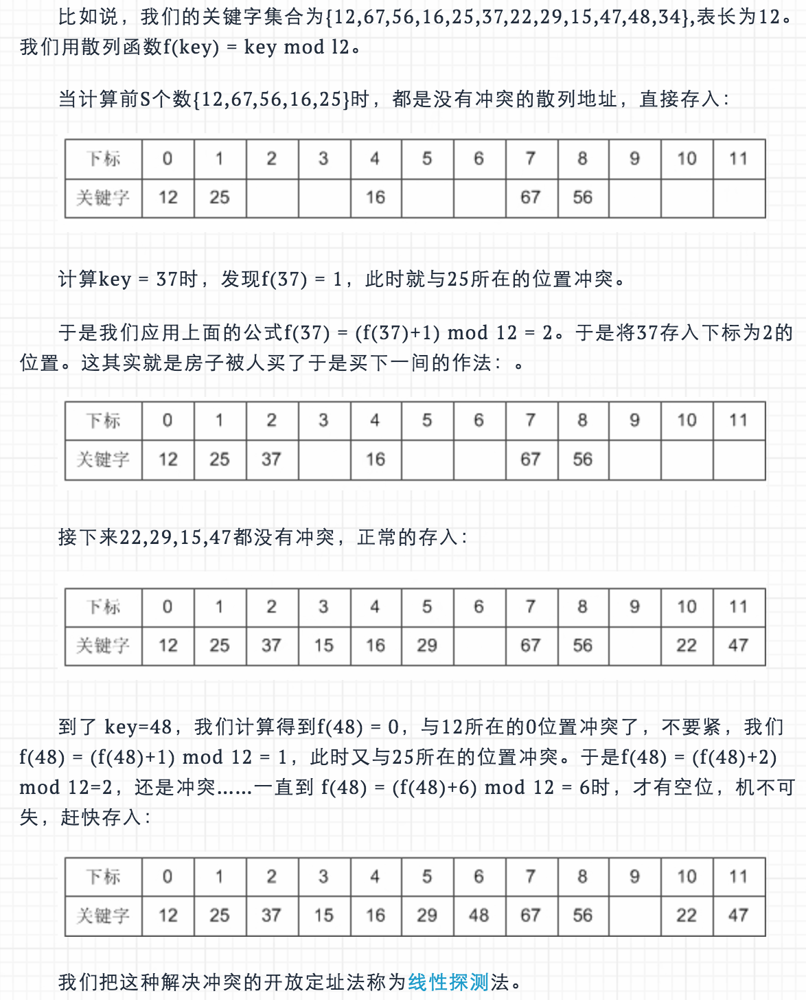 比如说，我们的关键字集合为{12,67,56,16,25,37,22,29,15,47,48,34},表长为12。
我们用散列函数f(key) = key mod l2。
当计算前S个数{12,67,56,16,25}时，都是没有冲突的散列地址，直接存入：
下标 0 1 2 3 4 5 6 7 8 9 10 11
关键字 12 25 16 67 56
计算key = 37时，发现f(37) = 1，此时就与25所在的位置冲突。
于是我们应用上面的公式f(37) = (f(37)+1) mod 12 = 2。于是将37存入下标为2的
位置。这其实就是房子被人买了于是买下一间的作法：。
下标 0 1 2 3 4 5 6 7 8 9 10 11
关键字 12 25 37 16 67 56
接下来22,29,15,47都没有冲突，正常的存入：
下标 0 1 2 3 4 5 6 7 8 9 10 11
关键字 12 25 37 15 16 29 67 56 22 47
到了 key=48，我们计算得到f(48) = 0，与12所在的0位置冲突了，不要紧，我们
f(48) = (f(48)+1) mod 12 = 1，此时又与25所在的位置冲突。于是f(48) = (f(48)+2)
mod 12=2，还是冲突……一直到 f(48) = (f(48)+6) mod 12 = 6时，才有空位，机不可
失，赶快存入：
下标 0 1 2 3 4 5 6 7 8 9 10 11
关键字 12 25 37 15 16 29 48 67 56 22 47
我们把这种解决冲突的开放定址法称为线性探测法。